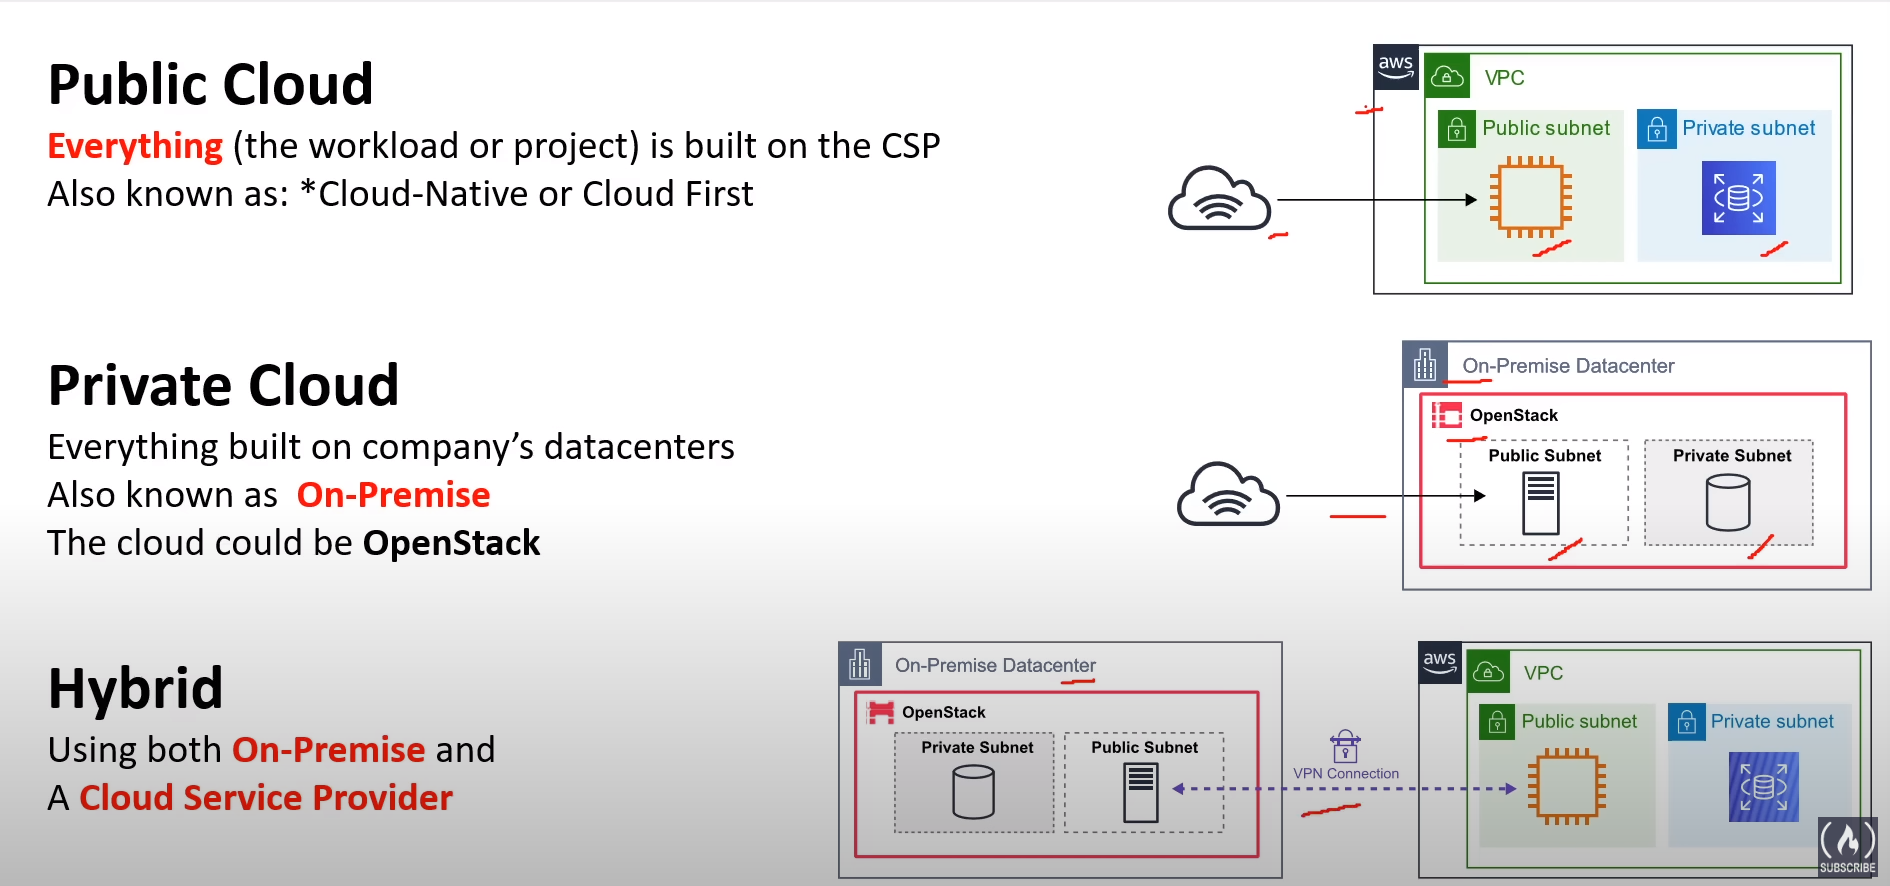 Public Cloud
Everything (the workload or project) is built on the CSP
Also known as: *Cloud-Native or Cloud First
aws
VPC
Public subnet
Private subnet
Private Cloud
Everything built on company's datacenters
Also known as On-Premise
The cloud could be OpenStack
On-Premise Datacenter
OpenStack
Public Subnet
Private Subnet
Hybrid
Using both On-Premise and
A Cloud Service Provider
On-Premise Datacenter
OpenStack
Private Subnet
Public Subnet
VPN Connection
aws
VPC
Public subnet
Private subnet
SUBSCRIBE